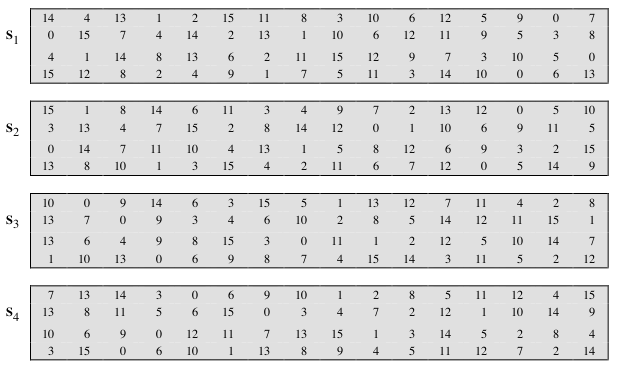 14 4 13 1 2 15 11 8 3 10 6 12 5 9 0 7
S1 0 15 7 4 14 2 13 1 10 6 12 11 9 5 3 8
4 1 14 8 13 6 2 11 15 12 9 7 3 10 5 0
15 12 8 2 4 9 1 7 5 11 3 14 10 0 6 13
15 1 8 14 6 11 3 4 9 7 2 13 12 0 5 10
S2 3 13 4 7 15 2 8 14 12 0 1 10 6 9 11 5
0 14 7 11 10 4 13 1 5 8 12 6 9 3 2 15
13 8 10 1 3 15 4 2 11 6 7 12 0 5 14 9
10 0 9 14 6 3 15 5 1 13 12 7 11 4 2 8
S3 13 7 0 9 3 4 6 10 2 8 5 14 12 11 15 1
13 6 4 9 8 15 3 0 11 1 2 12 5 10 14 7
1 10 13 0 6 9 8 7 4 15 14 3 11 5 2 12
7 13 14 3 0 6 9 10 1 2 8 5 11 12 4 15
S4 13 8 11 5 6 15 0 3 4 7 2 12 1 10 14 9
10 6 9 0 12 11 7 13 15 1 3 14 5 2 8 4
3 15 0 6 10 1 13 8 9 4 5 11 12 7 2 14